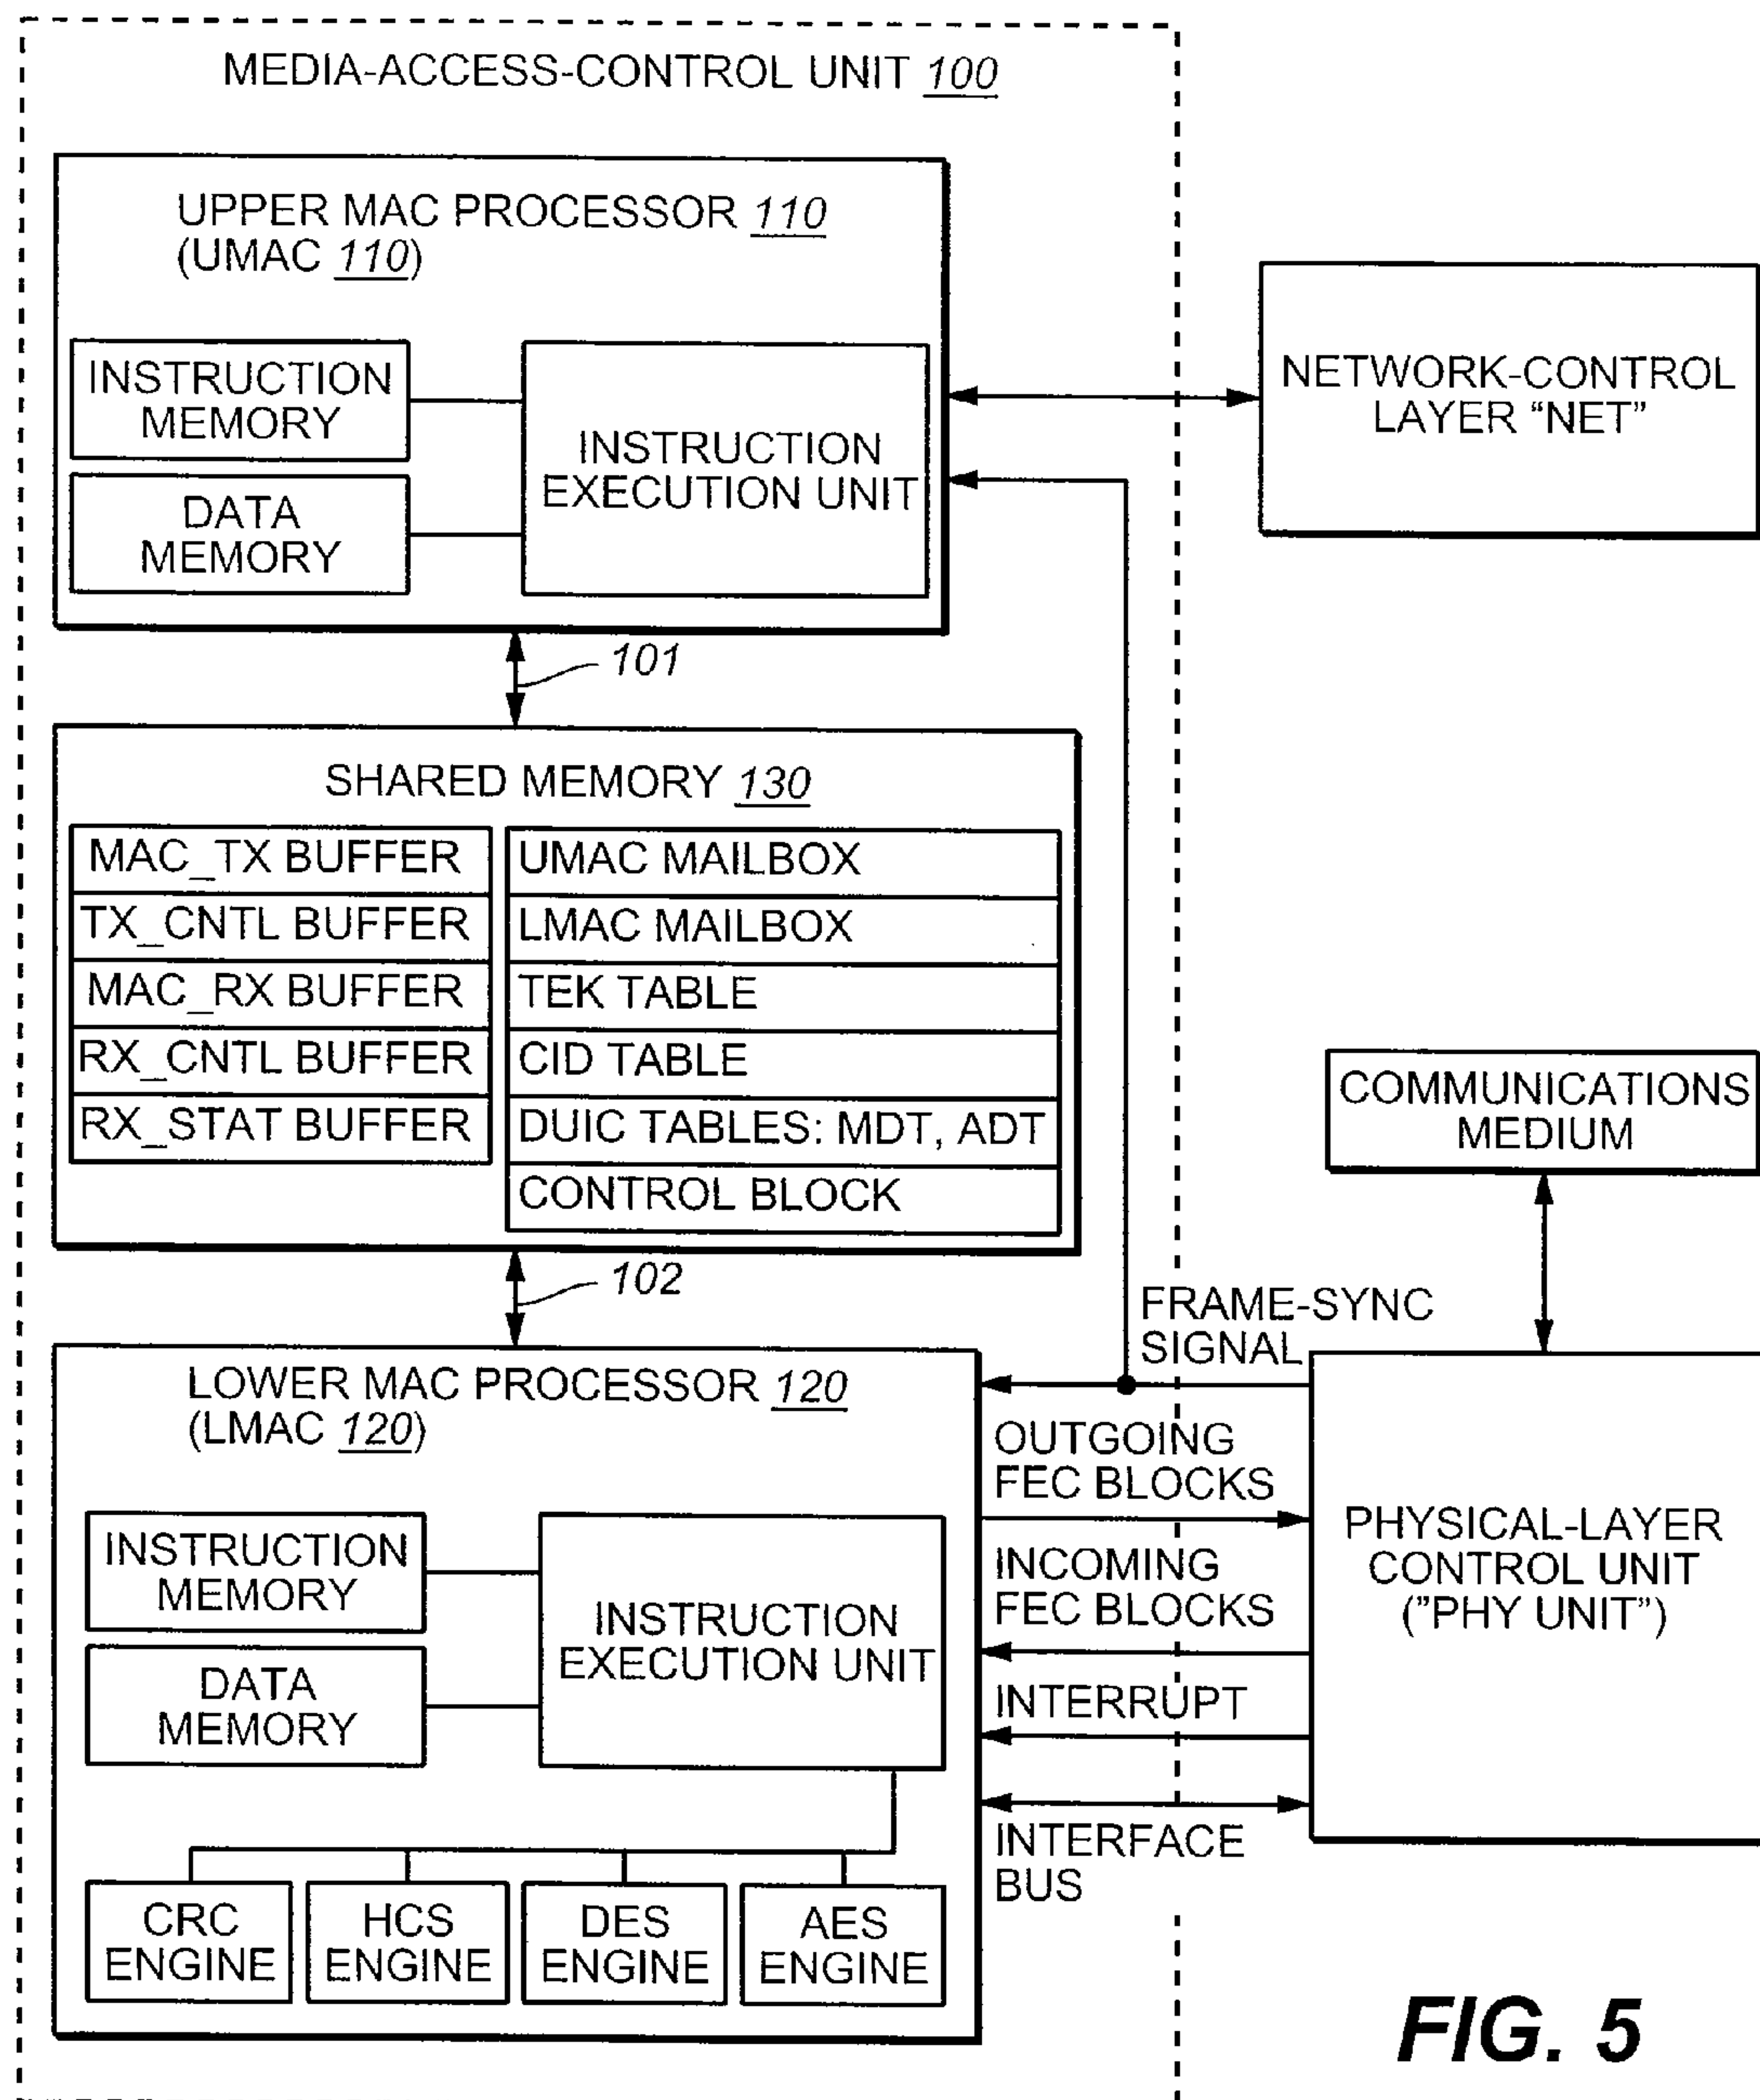 MEDIA-ACCESS-CONTROL UNIT 100
UPPER MAC PROCESSOR 110
(UMAC 110)
INSTRUCTION
MEMORY
DATA
MEMORY
INSTRUCTION
EXECUTION UNIT
NETWORK-CONTROL
LAYER “NET”
101
SHARED MEMORY 130
MAC_TX BUFFER
TX_CNTL BUFFER
MAC_RX BUFFER
RX_CNTL BUFFER
RX_STAT BUFFER
UMAC MAILBOX
LMAC MAILBOX
TEK TABLE
CID TABLE
DUIC TABLES: MDT, ADT
CONTROL BLOCK
COMMUNICATIONS
MEDIUM
102
FRAME-SYNC
SIGNAL
LOWER MAC PROCESSOR 120
(LMAC 120)
INSTRUCTION
MEMORY
DATA
MEMORY
INSTRUCTION
EXECUTION UNIT
OUTGOING
FEC BLOCKS
INCOMING
FEC BLOCKS
INTERRUPT
INTERFACE
BUS
PHYSICAL-LAYER
CONTROL UNIT
(”PHY UNIT”)
CRC
ENGINE
HCS
ENGINE
DES
ENGINE
AES
ENGINE
FIG. 5